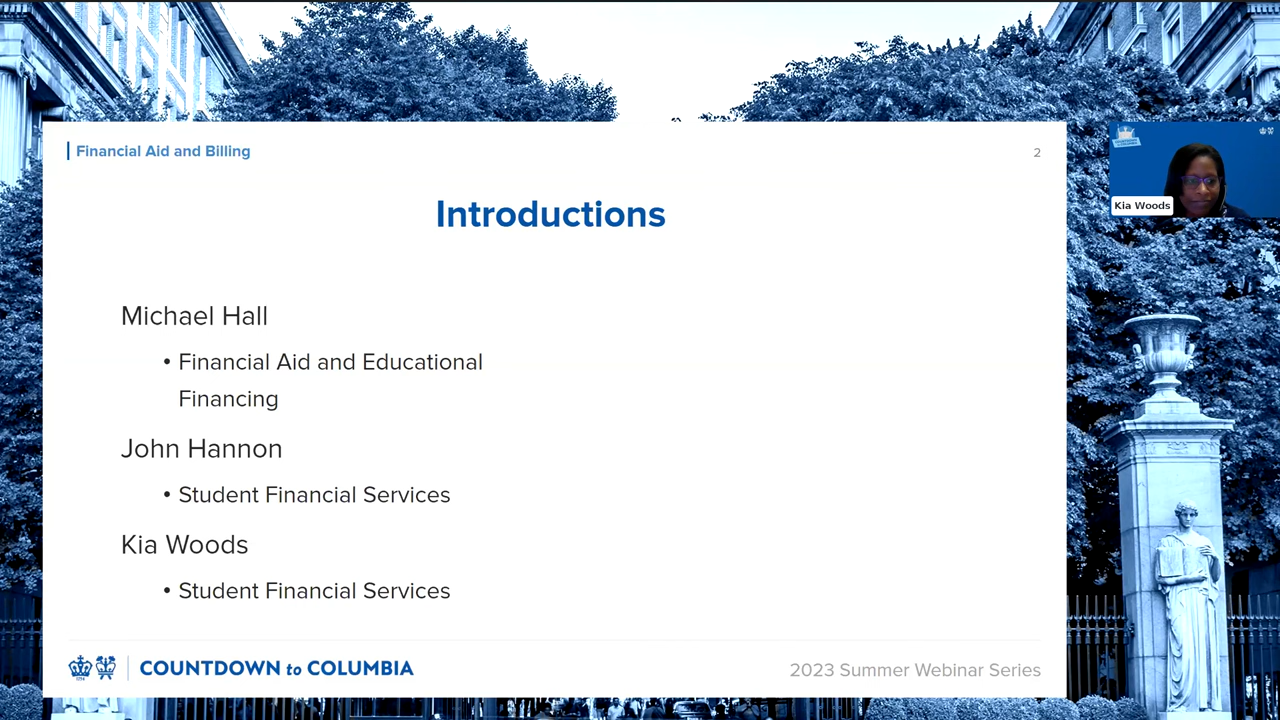 Financial Aid and Billing
2
Introductions
Kia Woods
Michael Hall
• Financial Aid and Educational
Financing
John Hannon
• Student Financial Services
Kia Woods
• Student Financial Services
COUNTDOWN to COLUMBIA
2023 Summer Webinar Series